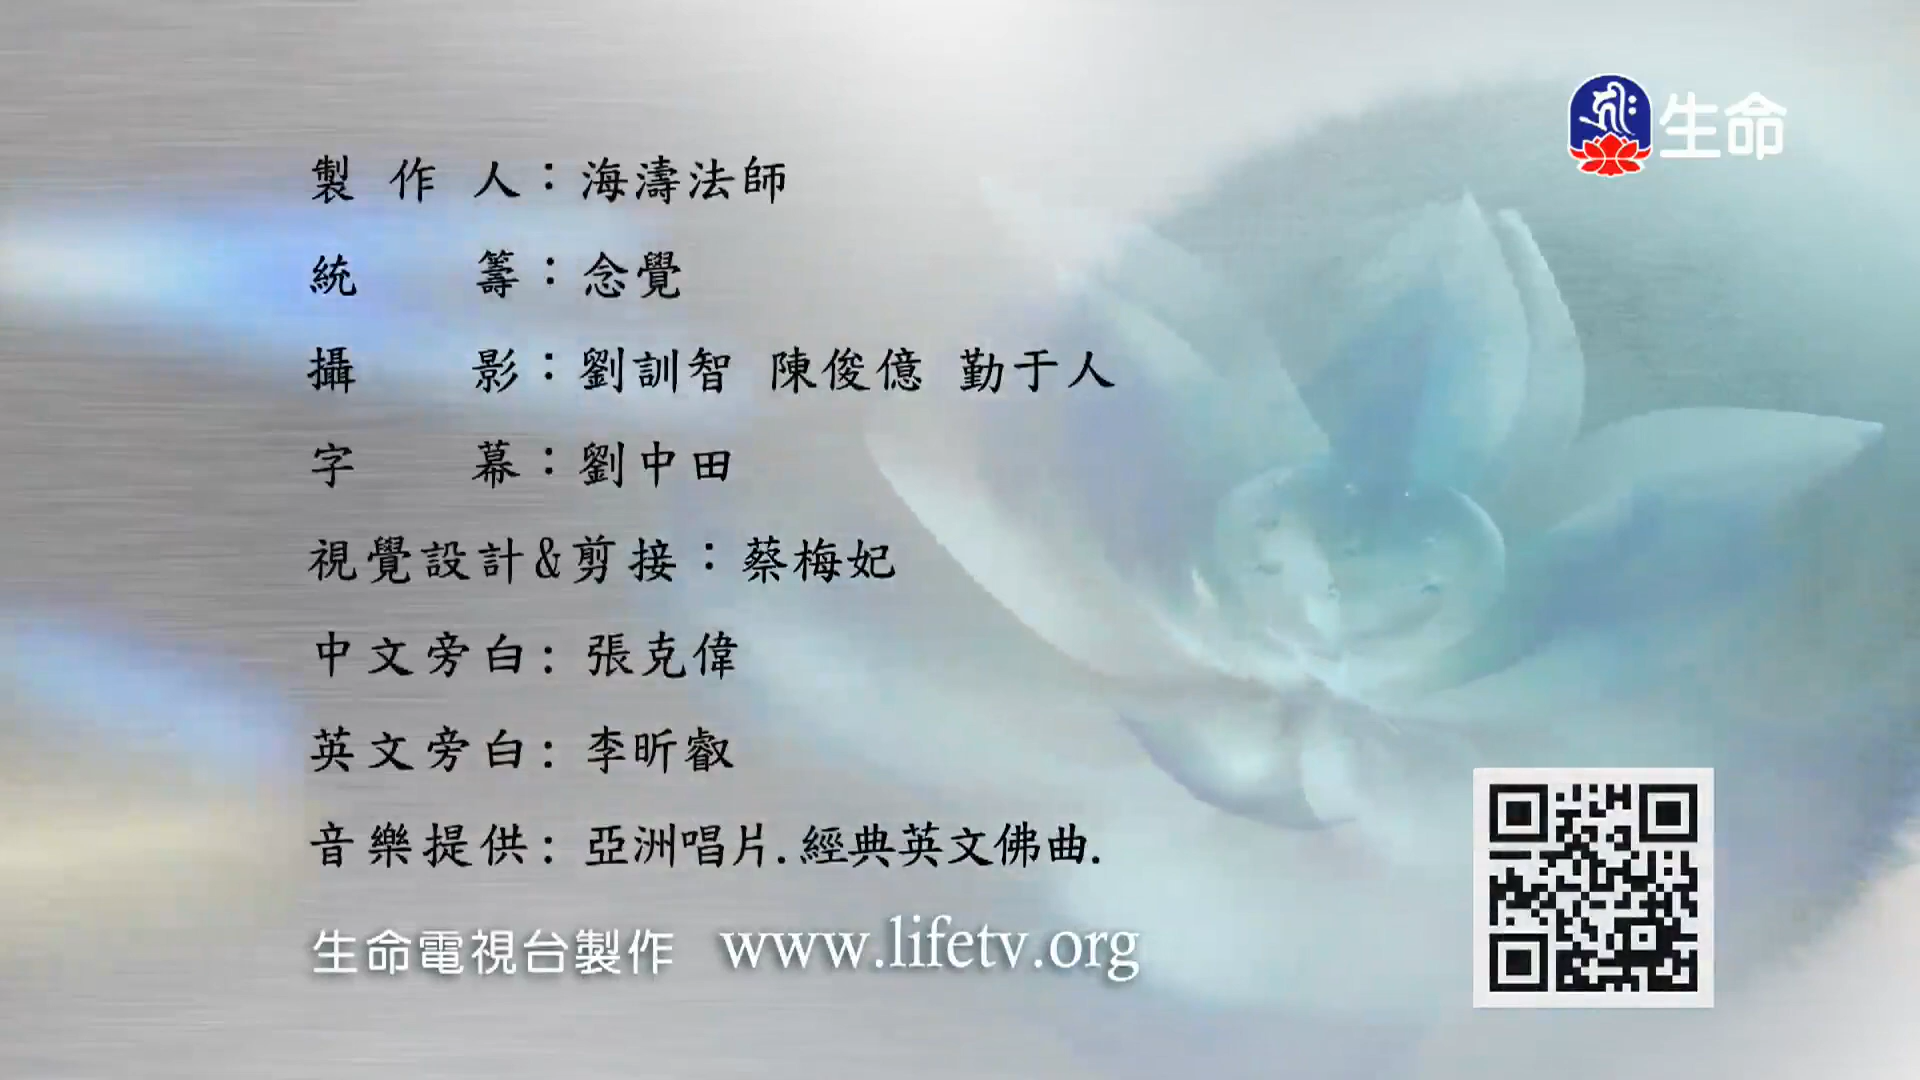 生命
製作人：海濤法師
統籌：念覺
攝影：劉訓智 陳俊億 勤于人
字幕：劉中田
視覺設計&剪接：蔡梅妃
中文旁白：張克偉
英文旁白：李昕叡
音樂提供：亞洲唱片.經典英文佛曲.
生命電視台製作 www.lifetv.org